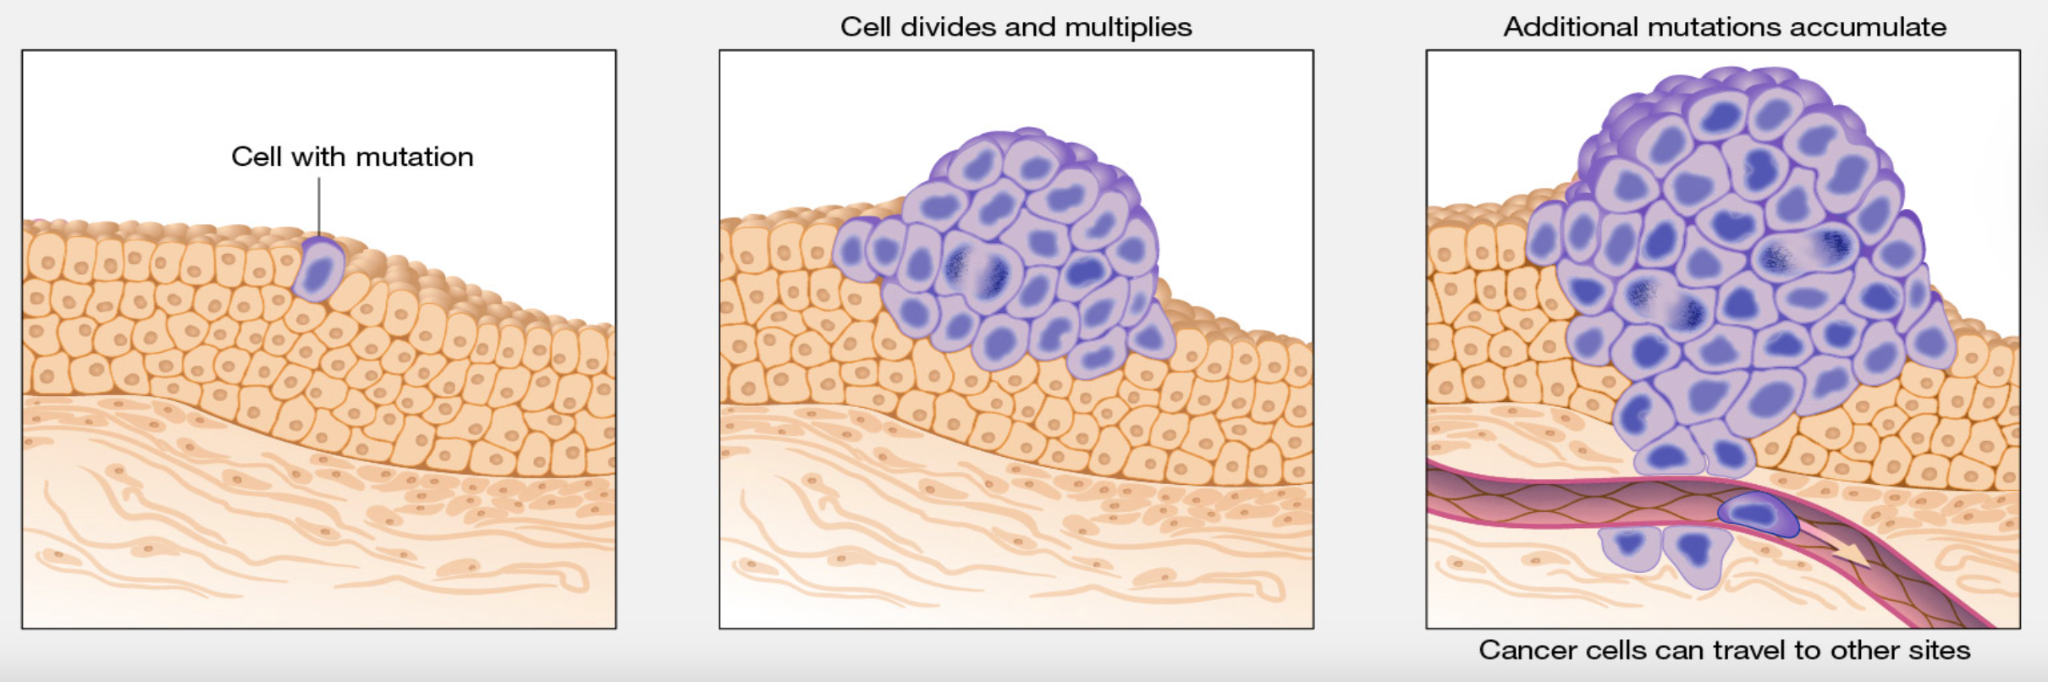 Cell with mutation
Cell divides and multiplies
Additional mutations accumulate
Cancer cells can travel to other sites